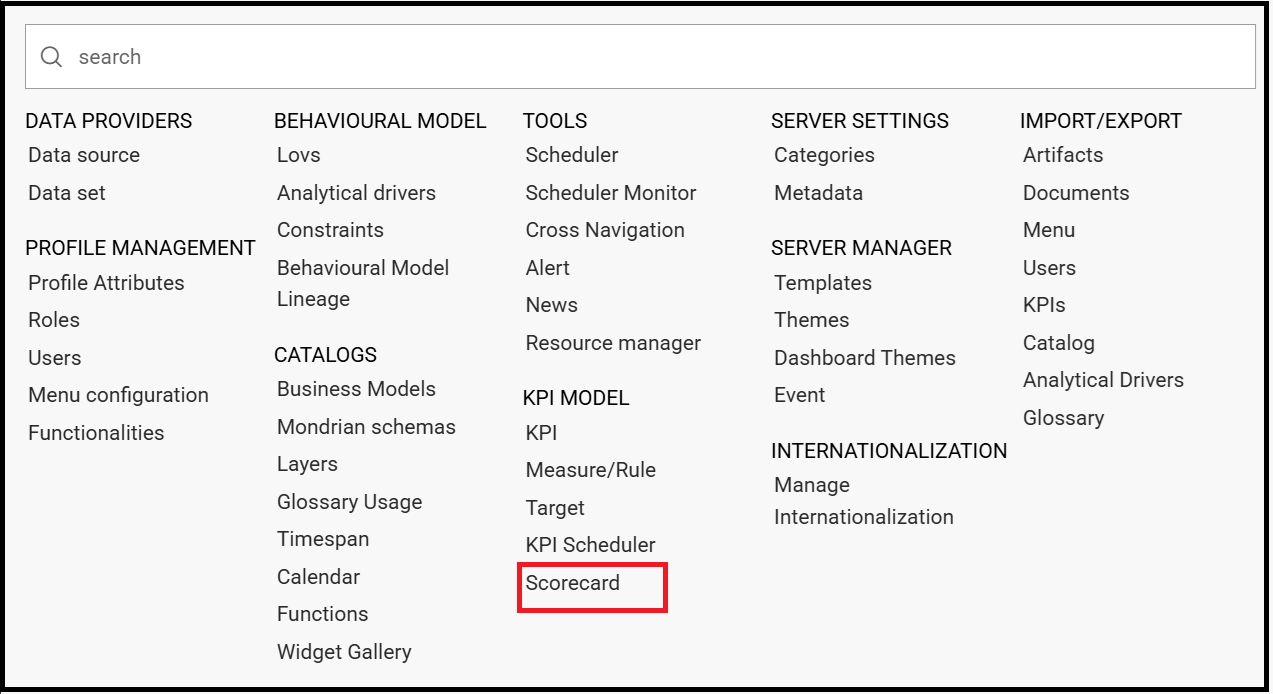 search
DATA PROVIDERS
Data source
Data set
PROFILE MANAGEMENT
Profile Attributes
Roles
Users
Menu configuration
Functionalities
BEHAVIOURAL MODEL
Lovs
Analytical drivers
Constraints
Behavioural Model
Lineage
CATALOGS
Business Models
Mondrian schemas
Layers
Glossary Usage
Timespan
Calendar
Functions
Widget Gallery
TOOLS
Scheduler
Scheduler Monitor
Cross Navigation
Alert
News
Resource manager
KPI MODEL
KPI
Measure/Rule
Target
KPI Scheduler
Scorecard
SERVER SETTINGS
Categories
Metadata
SERVER MANAGER
Templates
Themes
Dashboard Themes
Event
INTERNATIONALIZATION
Manage
Internationalization
IMPORT/EXPORT
Artifacts
Documents
Menu
Users
KPIs
Catalog
Analytical Drivers
Glossary